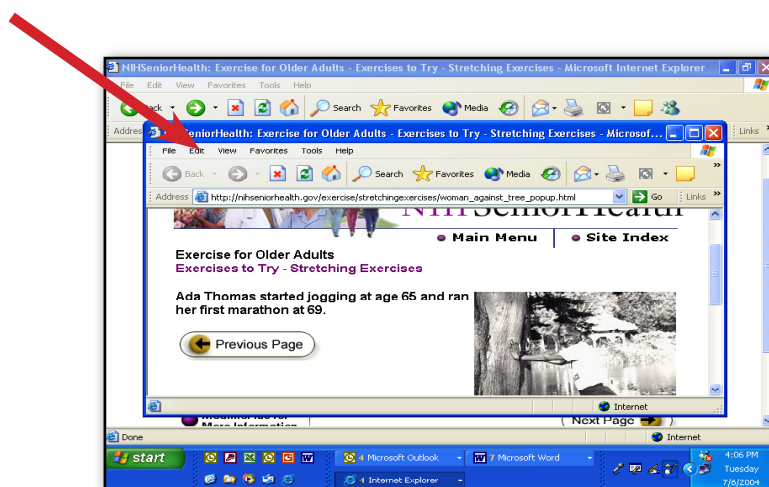 NIHSeniorHealth: Exercise for Older Adults - Exercises to Try - Stretching Exercises - Microsoft Internet Explorer
File Edit View Favorites Tools Help
Search Favorites Media
Addres Links »
SeniorHealth: Exercise for Older Adults - Exercises to Try - Stretching Exercises - Microsof...
File Edit View Favorites Tools Help
Back Search Favorites Media »
Address http://nihseniorhealth.gov/exercise/stretchingexercises/woman_against_tree_popup.html Go Links »
NIHSeniorHealth
Main Menu Site Index
Exercise for Older Adults
Exercises to Try - Stretching Exercises
Ada Thomas started jogging at age 65 and ran
her first marathon at 69.
Previous Page
Internet
More Information Next Page
Done Internet
start 4 Microsoft Outlook 7 Microsoft Word 4:06 PM
Tuesday
4 Internet Explorer 7/6/2004